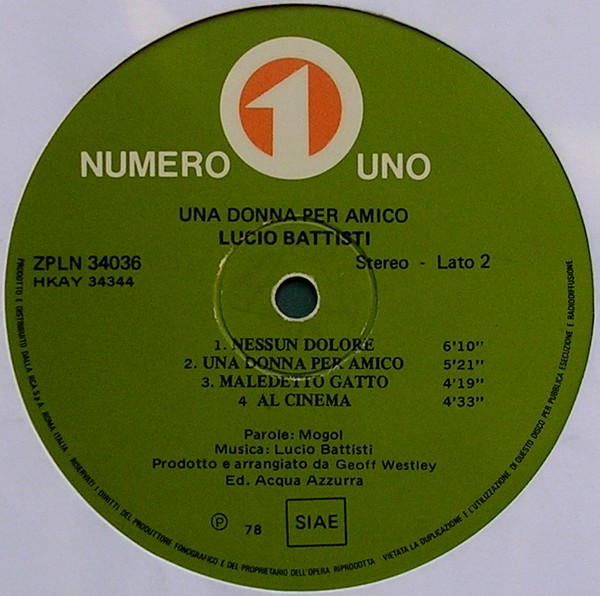 1
NUMERO UNO
UNA DONNA PER AMICO
LUCIO BATTISTI
ZPLN 34036
HKAY 34344
Stereo - Lato 2
1. NESSUN DOLORE 6'10"
2. UNA DONNA PER AMICO 5'21"
3. MALEDETTO GATTO 4'19"
4 AL CINEMA 4'33"
Parole: Mogol
Musica: Lucio Battisti
Prodotto e arrangiato da Geoff Westley
Ed. Acqua Azzurra
℗ 78 SIAE
PRODOTTO E DISTRIBUITO DALLA RCA S.p.A. ROMA ITALIA - RISERVATI I DIRITTI DEL PRODUTTORE FONOGRAFICO E DEL PROPRIETARIO DELL'OPERA RIPRODOTTA - VIETATA LA DUPLICAZIONE E L'UTILIZZAZIONE DI QUESTO DISCO PER PUBBLICA ESECUZIONE E RADIODIFFUSIONE